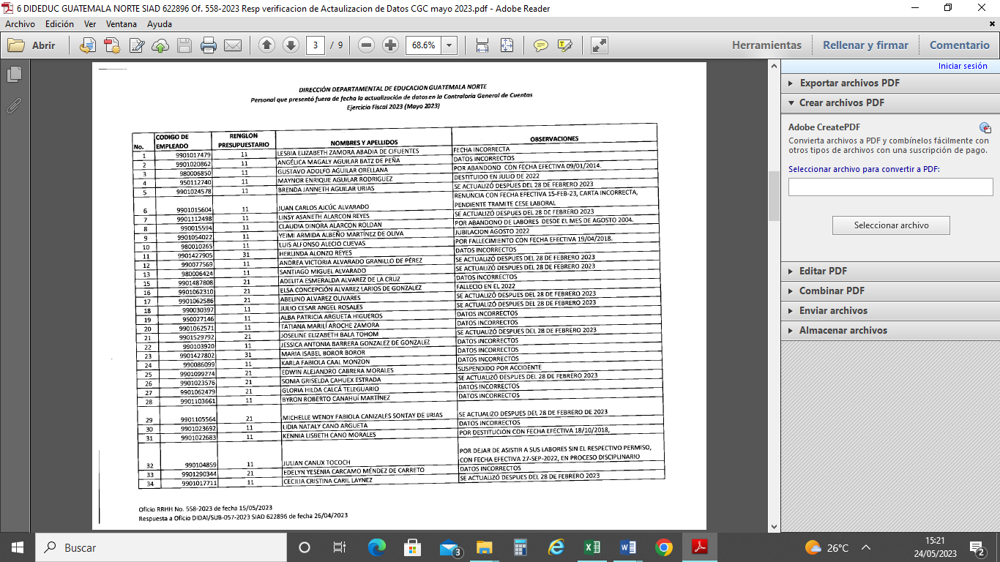 6 DIDEDUC GUATEMALA NORTE SIAD 622896 Of. 558-2023 Resp verificacion de Actaulizacion de Datos CGC mayo 2023.pdf - Adobe Reader
Archivo Edición Ver Ventana Ayuda
Abrir 3 / 9 68.6% Herramientas Rellenar y firmar Comentario
Iniciar sesión
DIRECCIÓN DEPARTAMENTAL DE EDUCACION GUATEMALA NORTE
Personal que presentó fuera de fecha la actualización de datos en la Contraloría General de Cuentas
Ejercicio Fiscal 2023 (Mayo 2023)
No. CODIGO DE EMPLEADO RENGLON PRESUPUESTARIO NOMBRES Y APELLIDOS OBSERVACIONES
1 9901017479 11 LESBIA ELIZABETH ZAMORA ABADIA DE CIFUENTES FECHA INCORRECTA
2 9901020862 11 ANGÉLICA MAGALY AGUILAR BATZ DE PEÑA DATOS INCORRECTOS
3 980006850 11 GUSTAVO ADOLFO AGUILAR ORELLANA POR ABANDONO CON FECHA EFECTIVA 09/01/2014.
4 950112740 11 MAYNOR ENRIQUE AGUILAR RODRIGUEZ DESTITUIDO EN JULIO DE 2022
5 9901024578 11 BRENDA JANNETH AGUILAR URIAS SE ACTUALIZÓ DESPUES DEL 28 DE FEBRERO 2023
6 9901015604 11 JUAN CARLOS AJCÚC ALVARADO RENUNCIA CON FECHA EFECTIVA 15-FEB-23, CARTA INCORRECTA,
PENDIENTE TRAMITE CESE LABORAL
7 9901112498 11 LINSY ASANETH ALARCON REYES SE ACTUALIZÓ DESPUES DEL 28 DE FEBRERO 2023
8 990015594 11 CLAUDIA DINORA ALARCON ROLDAN POR ABANDONO DE LABORES DESDE EL MES DE AGOSTO 2004.
9 9901054022 11 YEIMI ARMIDA ALBEÑO MARTÍNEZ DE OLIVA JUBILACION AGOSTO 2022
10 980010265 11 LUIS ALFONSO ALECIO CUEVAS POR FALLECIMIENTO CON FECHA EFECTIVA 19/04/2018.
11 9901427905 31 HERLINDA ALONZO REYES DATOS INCORRECTOS
12 990077569 11 ANDREA VICTORIA ALVARADO GRANILLO DE PÉREZ SE ACTUALIZÓ DESPUES DEL 28 DE FEBRERO 2023
13 980006424 11 SANTIAGO MIGUEL ALVARADO SE ACTUALIZÓ DESPUES DEL 28 DE FEBRERO 2023
15 9901487808 21 ADELITA ESMERALDA ALVAREZ DE LA CRUZ DATOS INCORRECTOS
16 9901062310 21 ELSA CONCEPCIÓN ALVAREZ LARIOS DE GONZALEZ FALLECIO EN EL 2022
17 9901062586 21 ABELINO ALVAREZ OLIVARES SE ACTUALIZÓ DESPUES DEL 28 DE FEBRERO 2023
18 990030397 11 JULIO CESAR ANGEL ROSALES SE ACTUALIZÓ DESPUES DEL 28 DE FEBRERO 2023
19 950027146 11 ALBA PATRICIA ARGUETA HIGUEROS DATOS INCORRECTOS
20 9901062571 11 TATIANA MARILÍ AROCHE ZAMORA DATOS INCORRECTOS
21 9901529792 21 JOSELINE ELIZABETH BALA TOHOM SE ACTUALIZÓ DESPUES DEL 28 DE FEBRERO 2023
22 990103920 11 JESSICA ANTONIA BARRERA GONZALEZ DE GONZALEZ DATOS INCORRECTOS
23 9901427802 31 MARIA ISABEL BOROR BOROR DATOS INCORRECTOS
24 990086099 11 KARLA FABIOLA CAAL MONZON DATOS INCORRECTOS
25 9901099274 21 EDWIN ALEJANDRO CABRERA MORALES SUSPENDIDO POR ACCIDENTE
26 9901023576 21 SONIA GRISELDA CAHUEX ESTRADA SE ACTUALIZÓ DESPUES DEL 28 DE FEBRERO 2023
27 9901062479 21 GLORIA HILDA CALCÁ TELEGUARIO DATOS INCORRECTOS
28 9901103661 11 BYRON ROBERTO CANAHUÍ MARTÍNEZ DATOS INCORRECTOS
29 9901105564 21 MICHELLE WENDY FABIOLA CANIZALES SONTAY DE URIAS SE ACTUALIZO DESPUES DEL 28 DE FEBRERO DE 2023
30 9901023692 11 LIDIA NATALY CANO ARGUETA DATOS INCORRECTOS
31 9901022683 11 KENNIA LISBETH CANO MORALES POR DESTITUCION CON FECHA EFECTIVA 18/10/2018,
32 990104859 11 JULIAN CANUX TOCOCH POR DEJAR DE ASISTIR A SUS LABORES SIN EL RESPECTIVO PERMISO,
CON FECHA EFECTIVA 27-SEP-2022, EN PROCESO DISCIPLINARIO
33 9901290344 21 EDELYN YESENIA CARCAMO MÉNDEZ DE CARRETO DATOS INCORRECTOS
34 9901017711 11 CECILIA CRISTINA CARIL LAYNEZ SE ACTUALIZÓ DESPUES DEL 28 DE FEBRERO 2023
Oficio RRHH No. 558-2023 de fecha 15/05/2023
Respuesta a Oficio DIDAI/SUB-057-2023 SIAD 622896 de fecha 26/04/2023
Exportar archivos PDF
Crear archivos PDF
Adobe CreatePDF
Convierta archivos a PDF y combínelos fácilmente con
otros tipos de archivos con una suscripción de pago.
Seleccionar archivo para convertir a PDF:
Seleccionar archivo
Editar PDF
Combinar PDF
Enviar archivos
Almacenar archivos
Buscar
3
26°C
15:21
24/05/2023
2